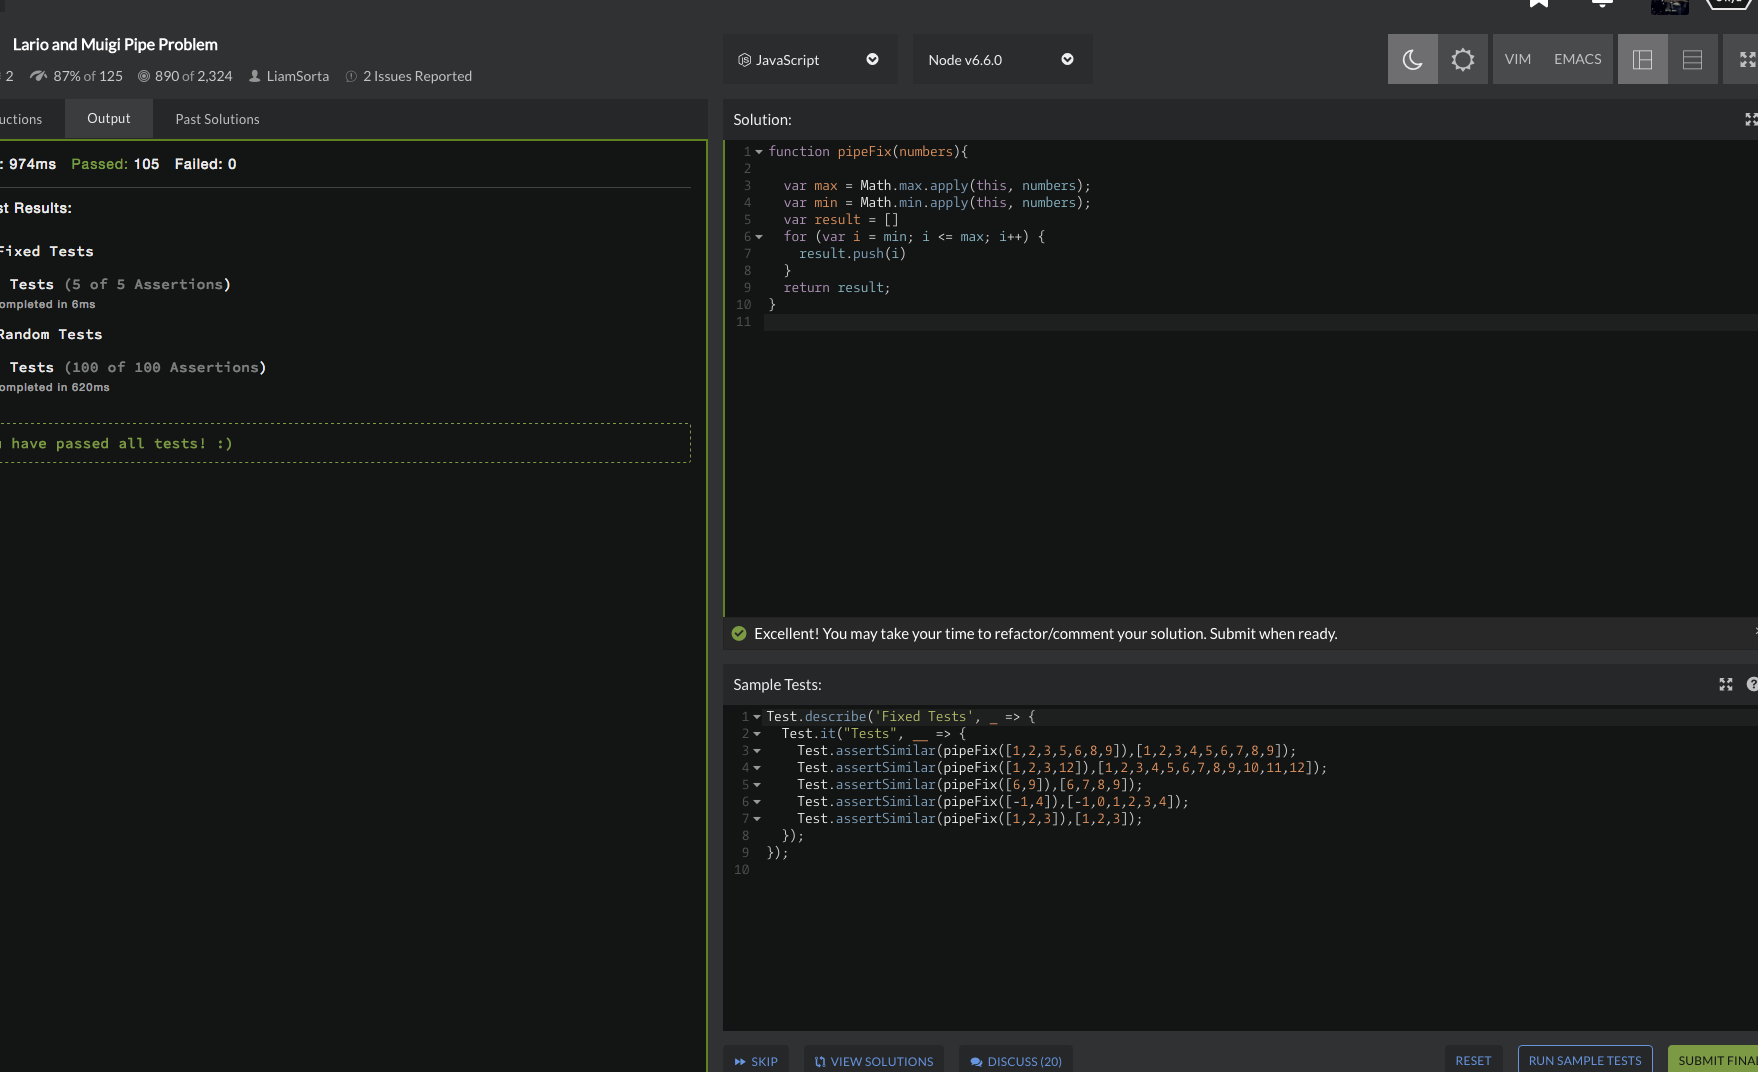 Lario and Muigi Pipe Problem
2 87% of 125 890 of 2,324 LiamSorta 2 Issues Reported
uctions Output Past Solutions
: 974ms Passed: 105 Failed: 0
st Results:
Fixed Tests
Tests (5 of 5 Assertions)
ompleted in 6ms
Random Tests
Tests (100 of 100 Assertions)
ompleted in 620ms
have passed all tests! :)
JavaScript Node v6.6.0 VIM EMACS
Solution:
1 function pipeFix(numbers){
2
3 var max = Math.max.apply(this, numbers);
4 var min = Math.min.apply(this, numbers);
5 var result = []
6 for (var i = min; i <= max; i++) {
7 result.push(i)
8 }
9 return result;
10 }
11
Excellent! You may take your time to refactor/comment your solution. Submit when ready.
Sample Tests:
1 Test.describe('Fixed Tests', _ => {
2 Test.it("Tests", __ => {
3 Test.assertSimilar(pipeFix([1,2,3,5,6,8,9]),[1,2,3,4,5,6,7,8,9]);
4 Test.assertSimilar(pipeFix([1,2,3,12]),[1,2,3,4,5,6,7,8,9,10,11,12]);
5 Test.assertSimilar(pipeFix([6,9]),[6,7,8,9]);
6 Test.assertSimilar(pipeFix([-1,4]),[-1,0,1,2,3,4]);
7 Test.assertSimilar(pipeFix([1,2,3]),[1,2,3]);
8 });
9 });
10
SKIP VIEW SOLUTIONS DISCUSS (20) RESET RUN SAMPLE TESTS SUBMIT FINA